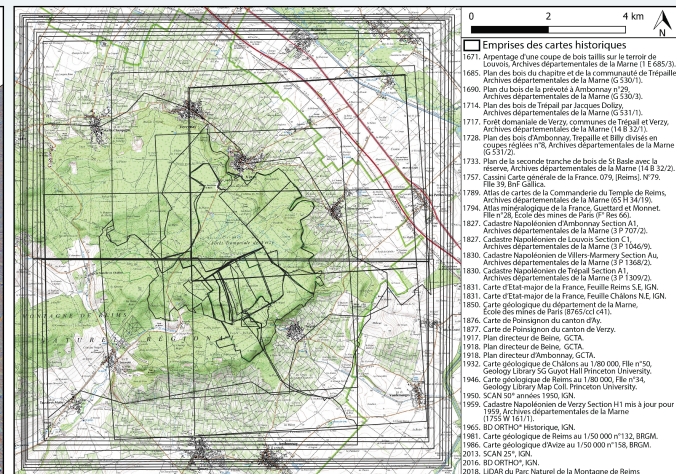 0 2 4 km
N
Emprises des cartes historiques
1671. Arpentage d'une coupe de bois taillis sur le terroir de
Louvois, Archives départementales de la Marne (1 E 685/3).
1685. Plan des bois du chapitre et de la communauté de Trépaille
Archives départementales de la Marne (G 530/1).
1690. Plan du bois de la prévoté à Ambonnay n°29,
Archives départementales de la Marne (G 530/3).
1714. Plan des bois de Trépail par Jacques Dolizy,
Archives départementales de la Marne (G 531/1).
1717. Forêt domaniale de Verzy, communes de Trépail et Verzy,
Archives départementales de la Marne (14 B 32/1).
1728. Plan des bois d'Ambonnay, Trepaille et Billy divisés en
coupes réglées n°8, Archives départementales de la Marne
(G 531/2).
1733. Plan de la seconde tranche de bois de St Basle avec la
réserve, Archives départementales de la Marne (14 B 32/2).
1757. Cassini Carte générale de la France. 079, [Reims]. N°79.
Flle 39, BnF Gallica.
1789. Atlas de cartes de la Commanderie du Temple de Reims,
Archives départementales de la Marne (65 H 34/19).
1794. Atlas minéralogique de la France, Guettard et Monnet.
Flle n°28, École des mines de Paris (F° Res 66).
1827. Cadastre Napoléonien d'Ambonnay Section A1,
Archives départementales de la Marne (3 P 707/2).
1827. Cadastre Napoléonien de Louvois Section C1,
Archives départementales de la Marne (3 P 1046/9).
1830. Cadastre Napoléonien de Villers-Marmery Section Au,
Archives départementales de la Marne (3 P 1368/2).
1830. Cadastre Napoléonien de Trépail Section A1,
Archives départementales de la Marne (3 P 1309/2).
1831. Carte d'Etat-major de la France, Feuille Reims S.E, IGN.
1831. Carte d'Etat-major de la France, Feuille Châlons N.E, IGN.
1850. Carte géologique du département de la Marne,
École des mines de Paris (8765/ccl c41).
1876. Carte de Poinsignon du canton d'Ay.
1877. Carte de Poinsignon du canton de Verzy.
1917. Plan directeur de Beine, GCTA.
1918. Plan directeur de Beine, GCTA.
1918. Plan directeur d'Ambonnay, GCTA.
1932. Carte géologique de Châlons au 1/80 000, Flle n°50,
Geology Library SG Guyot Hall Princeton University.
1946. Carte géologique de Reims au 1/80 000, Flle n°34,
Geology Library Map Coll. Princeton University.
1950. SCAN 50® années 1950, IGN.
1959. Cadastre Napoléonien de Verzy Section H1 mis à jour pour
1959, Archives départementales de la Marne
(1755 W 161/1).
1965. BD ORTHO® Historique, IGN.
1981. Carte géologique de Reims au 1/50 000 n°132, BRGM.
1986. Carte géologique d'Avize au 1/50 000 n°158, BRGM.
2013. SCAN 25®, IGN.
2016. BD ORTHO®, IGN.
2018. LiDAR du Parc Naturel de la Montagne de Reims
MONTAGNE DE REIMS
NATUREL RÉGION